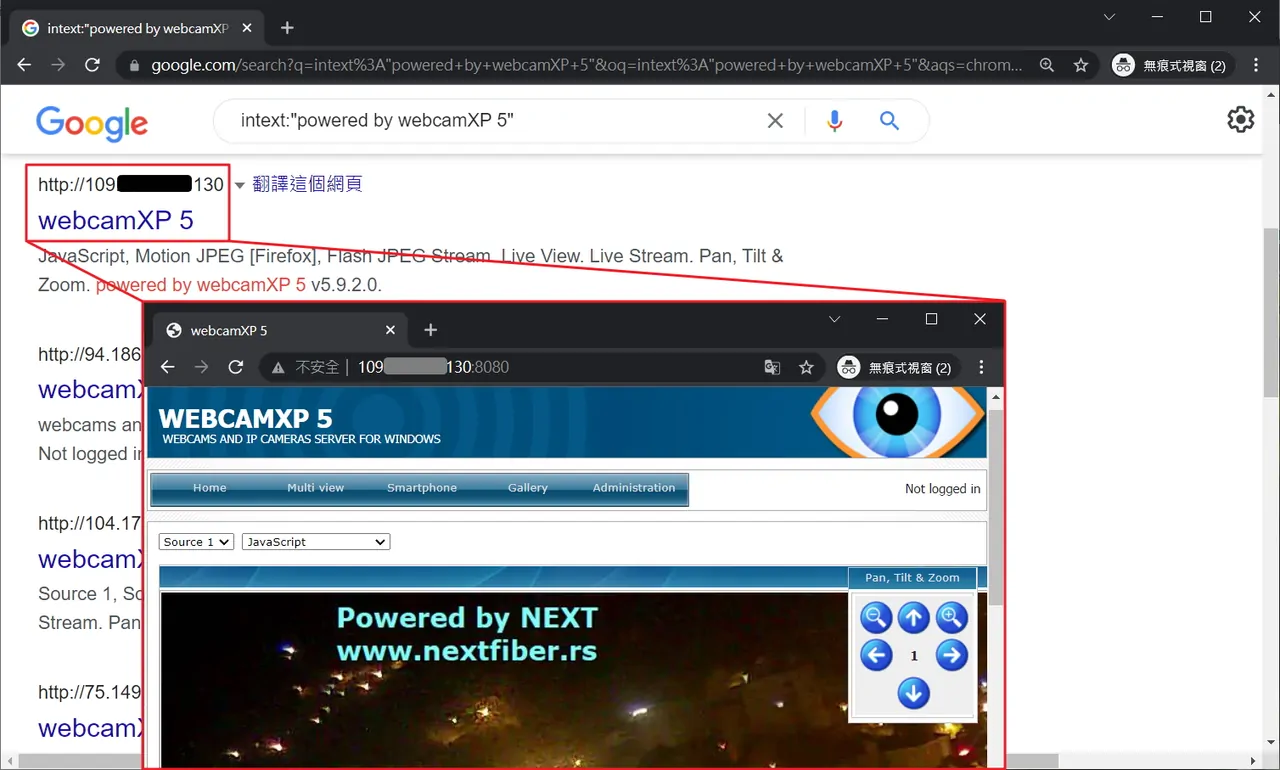 intext:"powered by webcamXP
google.com/search?q=intext%3A"powered+by+webcamXP+5"&oq=intext%3A"powered+by+webcamXP+5"&aqs=chrom...
無痕式視窗 (2)
Google
intext:"powered by webcamXP 5"
http://109 130 翻譯這個網頁
webcamXP 5
JavaScript, Motion JPEG [Firefox], Flash JPEG Stream. Live View. Live Stream. Pan, Tilt &
Zoom. powered by webcamXP 5 v5.9.2.0.
http://94.186
webcamX
webcams an
Not logged in
http://104.17
webcamX
Source 1, So
Stream. Pan
http://75.149
webcamX
webcamXP 5
不安全 | 109 130:8080
無痕式視窗 (2)
WEBCAMXP 5
WEBCAMS AND IP CAMERAS SERVER FOR WINDOWS
Home Multi view Smartphone Gallery Administration
Not logged in
Source 1 JavaScript
Pan, Tilt & Zoom
1
Powered by NEXT
www.nextfiber.rs